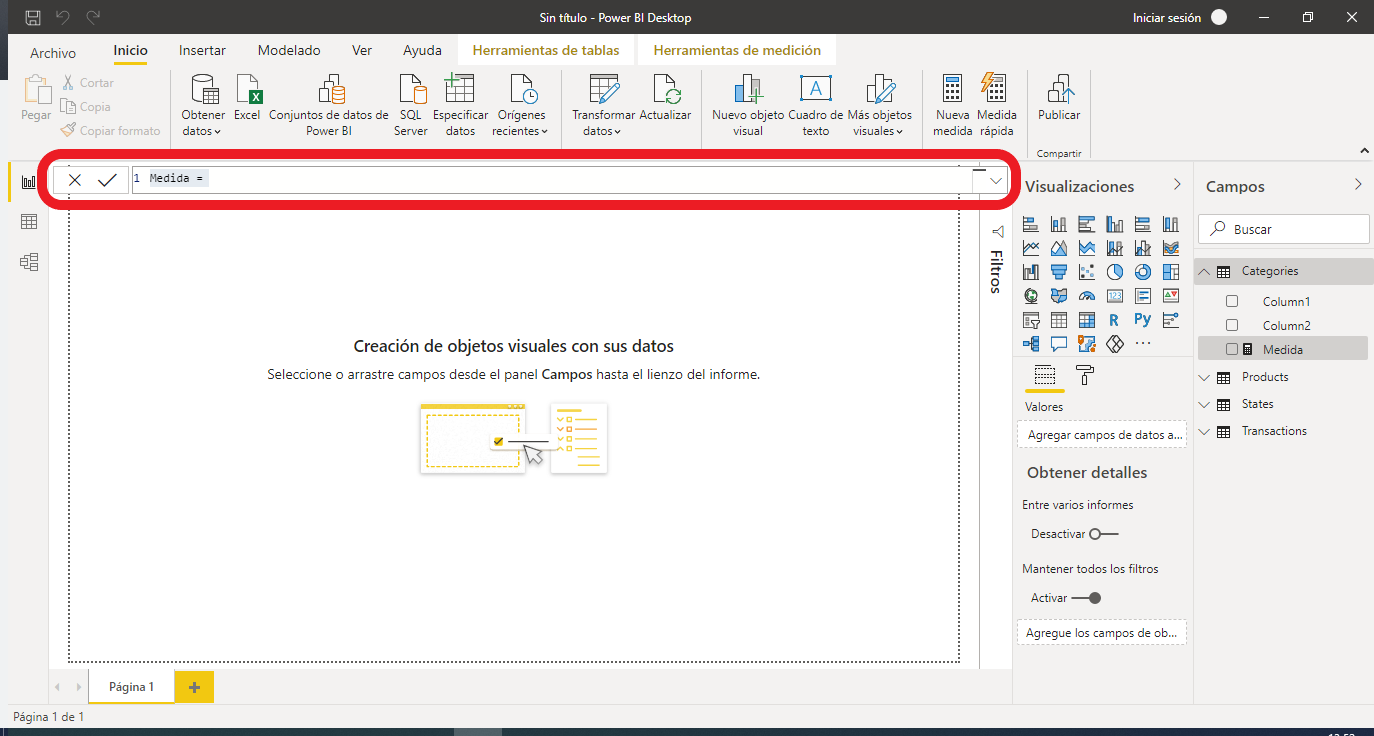 Sin título - Power BI Desktop
Iniciar sesión
Archivo
Inicio
Insertar
Modelado
Ver
Ayuda
Herramientas de tablas
Herramientas de medición
Pegar
Cortar
Copia
Copiar formato
Obtener
datos
Excel
Conjuntos de datos de
Power BI
SQL
Server
Especificar
datos
Orígenes
recientes
Transformar
datos
Actualizar
Nuevo objeto
visual
Cuadro de
texto
Más objetos
visuales
Nueva
medida
Medida
rápida
Publicar
Compartir
1 Medida =
Filtros
Creación de objetos visuales con sus datos
Seleccione o arrastre campos desde el panel Campos hasta el lienzo del informe.
Visualizaciones
123
R
Py
Valores
Agregar campos de datos a...
Obtener detalles
Entre varios informes
Desactivar
Mantener todos los filtros
Activar
Agregue los campos de ob...
Campos
Buscar
Categories
Column1
Column2
Medida
Products
States
Transactions
Página 1
Página 1 de 1